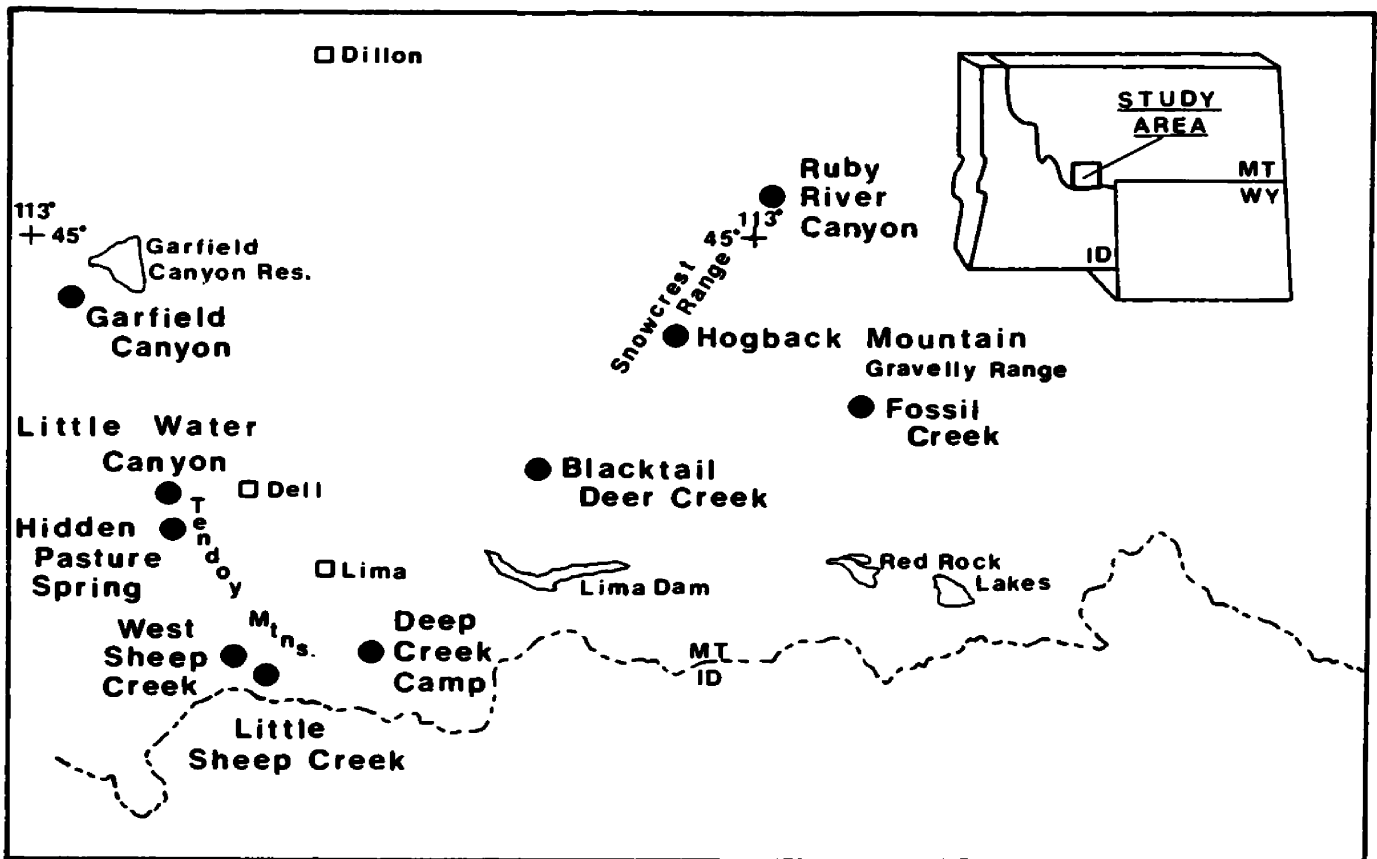 Dillon
STUDY
AREA
MT
WY
ID
Ruby
River
Canyon
113°
45°
113°
45°
Garfield
Canyon Res.
Garfield
Canyon
Snowcrest
Range
Hogback Mountain
Gravelly Range
Fossil
Creek
Little Water
Canyon
Dell
Blacktail
Deer Creek
Hidden
Pasture
Spring
Tendoy
Mtns.
Lima
Lima Dam
Red Rock
Lakes
West
Sheep
Creek
Deep
Creek
Camp
MT
ID
Little
Sheep Creek